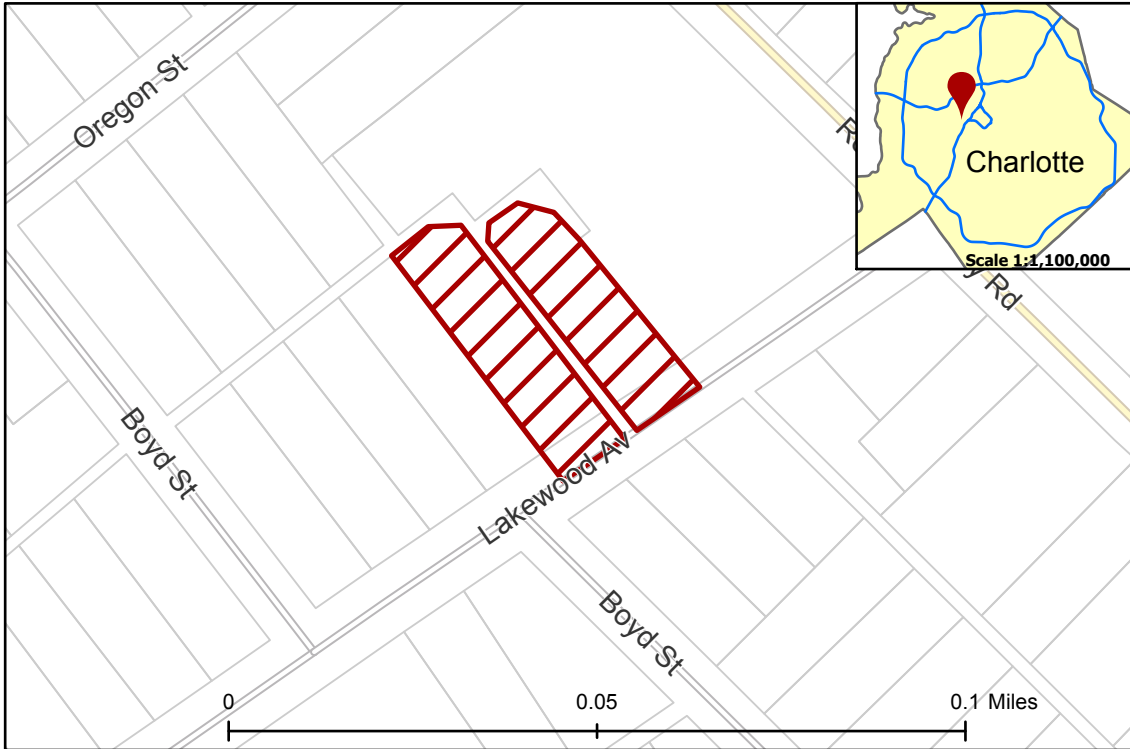 Oregon St
Charlotte
Scale 1:1,100,000
Rd
Boyd St
Lakewood Av
Boyd St
0
0.05
0.1 Miles